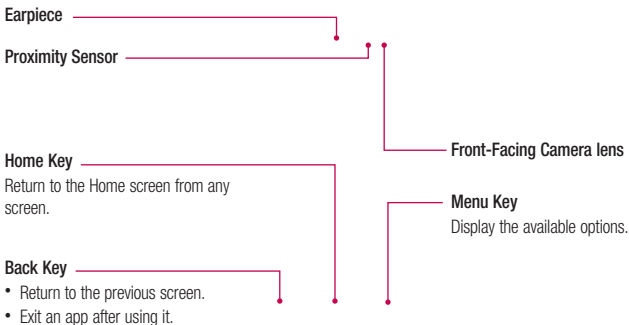 Earpiece
Proximity Sensor
Front-Facing Camera lens
Home Key
Return to the Home screen from any
screen.
Menu Key
Display the available options.
Back Key
• Return to the previous screen.
• Exit an app after using it.